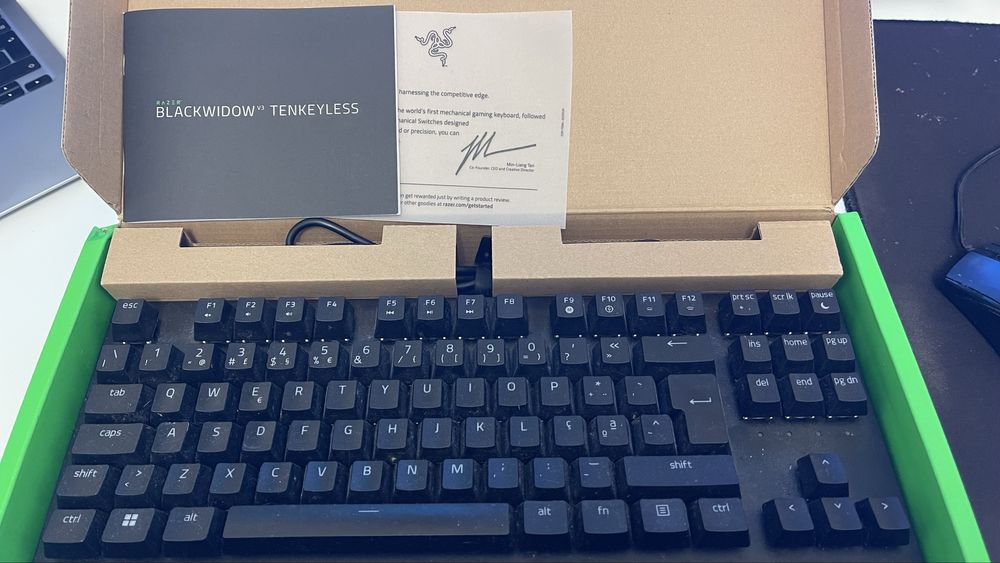 RAZER
BLACKWIDOW V3 TENKEYLESS
harnessing the competitive edge.
he world's first mechanical gaming keyboard, followed
hanical Switches designed
d or precision, you can
Min-Liang Tan
Co-Founder, CEO and Creative Director
n get rewarded just by writing a product review.
other goodies at razer.com/getstarted
esc F1 F2 F3 F4 F5 F6 F7 F8 F9 F10 F11 F12 prt sc scr lk pause
\ | 1 ! 2 " @ 3 # £ 4 $ § 5 % € 6 & 7 / { 8 ( [ 9 ) ] 0 = } ' ? « » ← ins home pg up
tab Q W E € R T Y U I O P * + ¨ ← del end pg dn
caps A S D F G H J K L Ç ª º ~ ^
shift > < Z X C V B N M , ; . : - _ shift ^
ctrl alt alt fn ctrl < v >